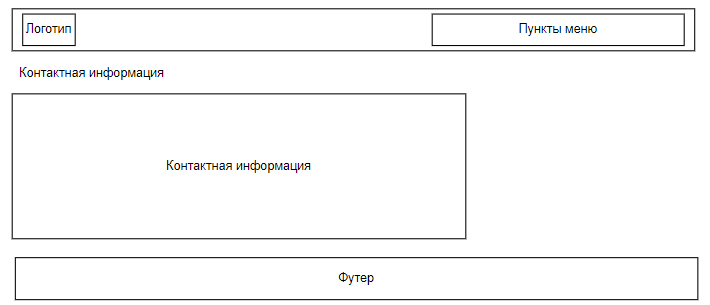 Логотип
Пункты меню
Контактная информация
Контактная информация
Футер